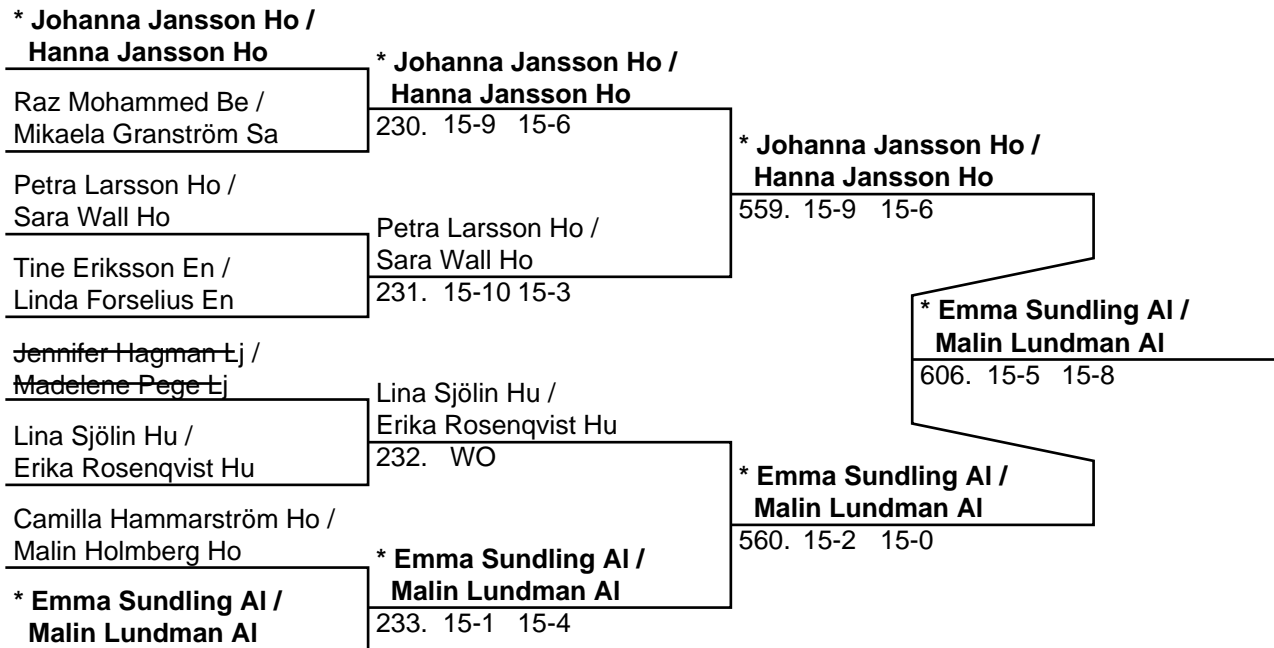 * Johanna Jansson Ho /
Hanna Jansson Ho
Raz Mohammed Be /
Mikaela Granström Sa
Petra Larsson Ho /
Sara Wall Ho
Tine Eriksson En /
Linda Forselius En
Jennifer Hagman Lj /
Madelene Pege Lj
Lina Sjölin Hu /
Erika Rosenqvist Hu
Camilla Hammarström Ho /
Malin Holmberg Ho
* Emma Sundling Al /
Malin Lundman Al
* Johanna Jansson Ho /
Hanna Jansson Ho
230. 15-9 15-6
Petra Larsson Ho /
Sara Wall Ho
231. 15-10 15-3
Lina Sjölin Hu /
Erika Rosenqvist Hu
232. WO
* Emma Sundling Al /
Malin Lundman Al
233. 15-1 15-4
* Johanna Jansson Ho /
Hanna Jansson Ho
559. 15-9 15-6
* Emma Sundling Al /
Malin Lundman Al
560. 15-2 15-0
* Emma Sundling Al /
Malin Lundman Al
606. 15-5 15-8